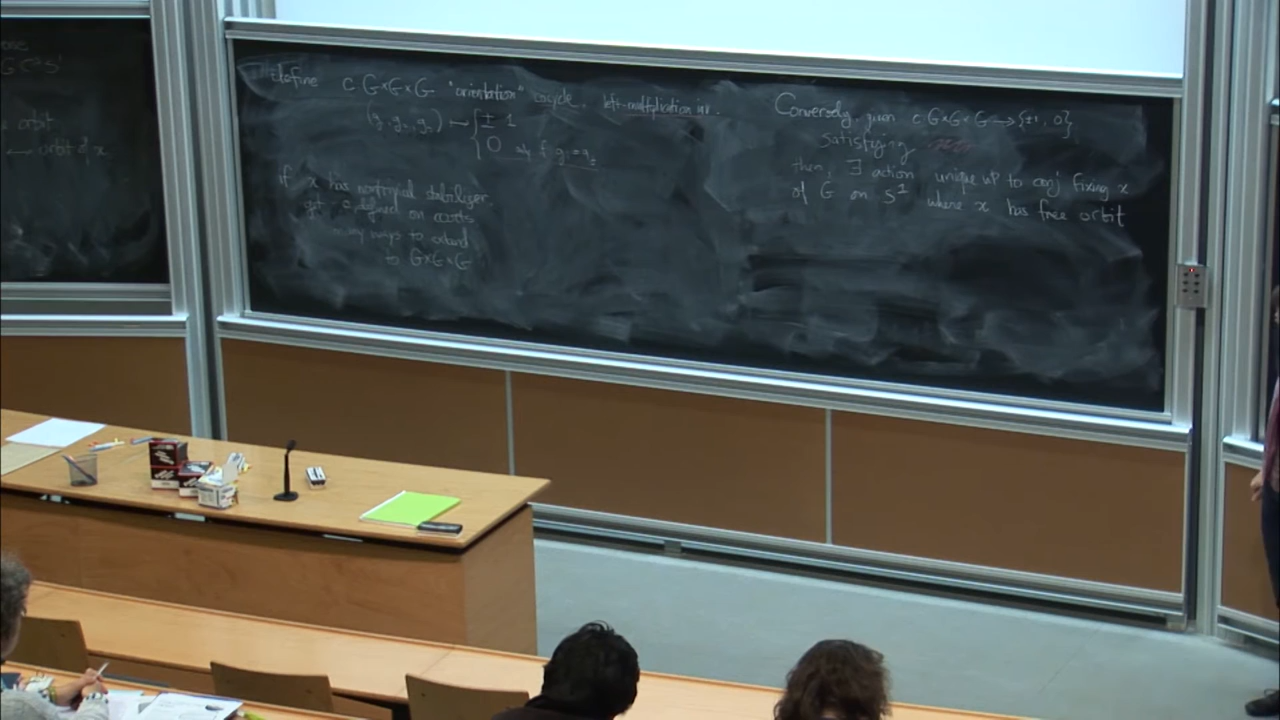 orbit
orbit of x
define c G×G×G "orientation" cocycle. left-multiplication inv.
(g₁, g₂, g₃) → { ± 1
0 if gᵢ = gⱼ
if x has nontrivial stabilizer.
get c defined on cosets
many ways to extend
to G×G×G
Conversely, given c G×G×G → {±1, 0}
satisfying
then, ∃ action unique up to conj fixing x
of G on S¹ where x has free orbit